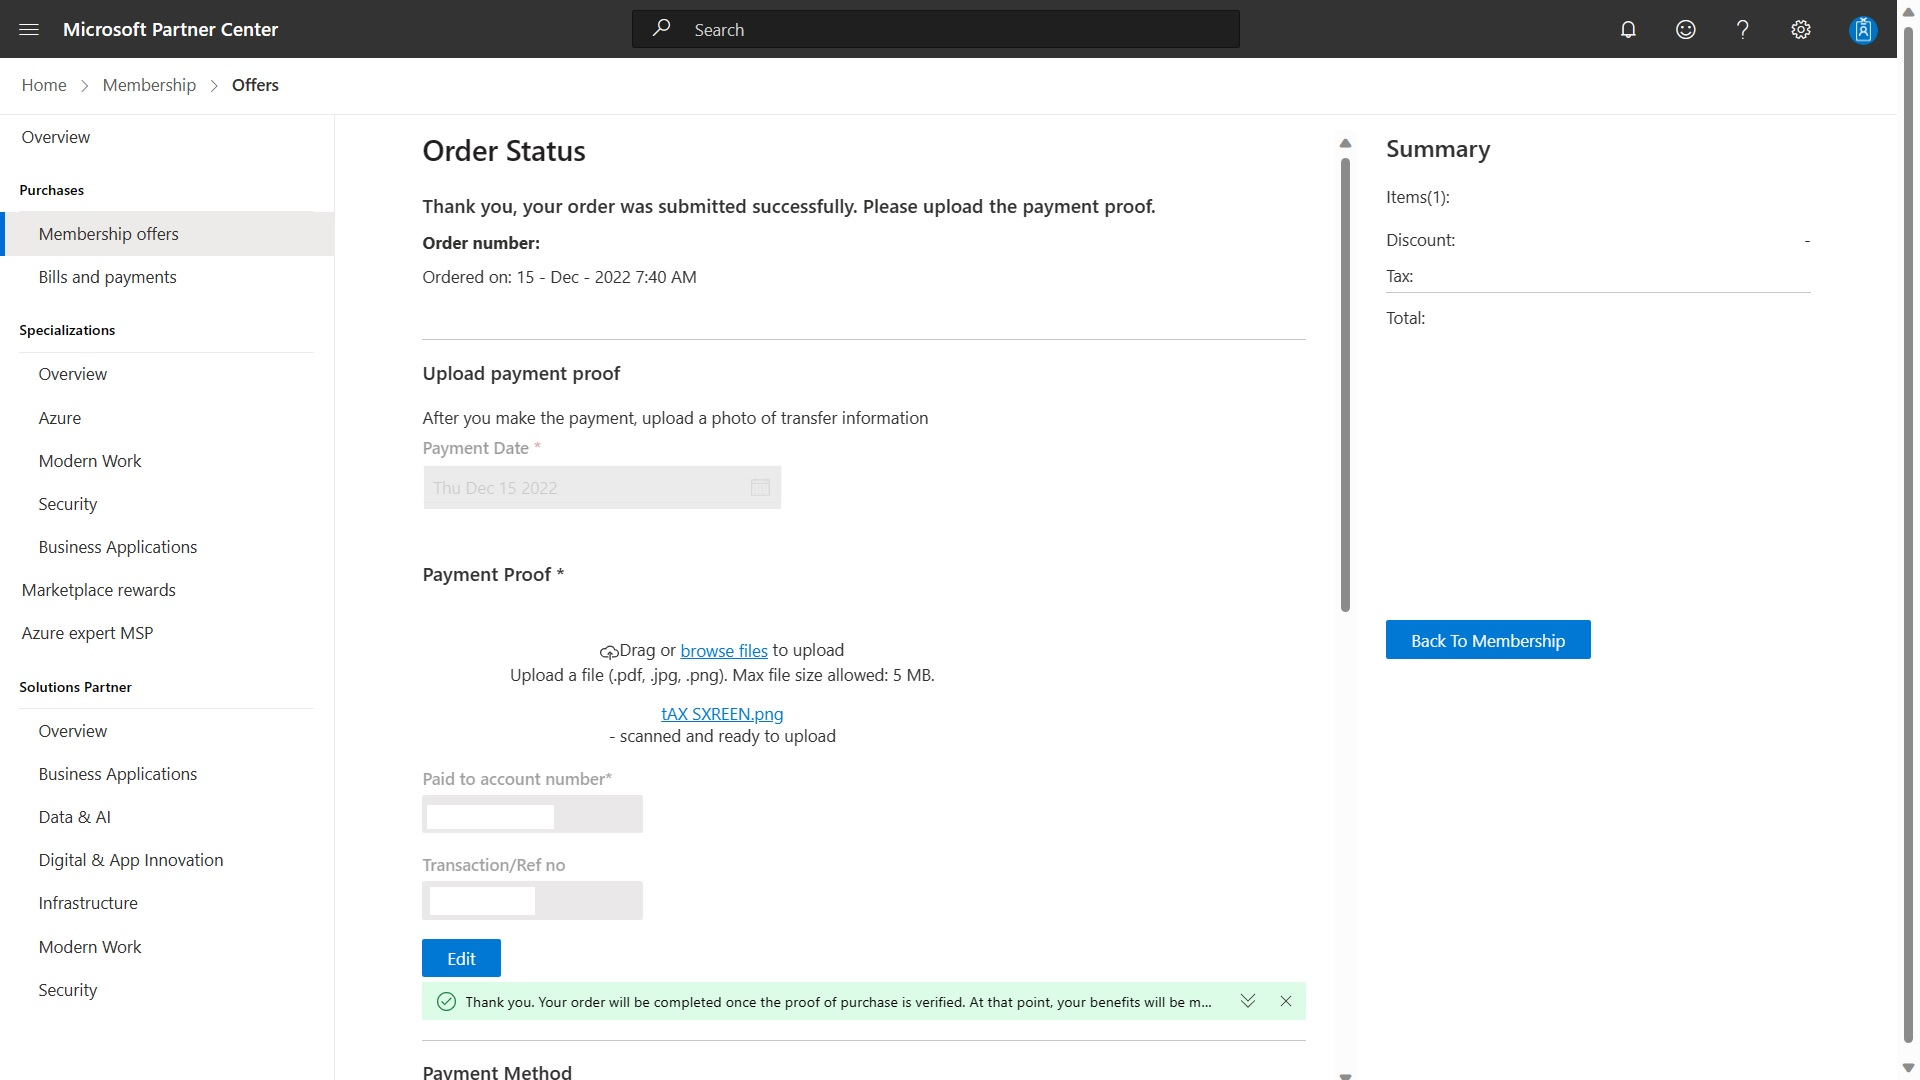 Microsoft Partner Center
Search
Home
Membership
Offers
Overview
Purchases
Membership offers
Bills and payments
Specializations
Overview
Azure
Modern Work
Security
Business Applications
Marketplace rewards
Azure expert MSP
Solutions Partner
Overview
Business Applications
Data & AI
Digital & App Innovation
Infrastructure
Modern Work
Security
Order Status
Thank you, your order was submitted successfully. Please upload the payment proof.
Order number:
Ordered on: 15 - Dec - 2022 7:40 AM
Upload payment proof
After you make the payment, upload a photo of transfer information
Payment Date *
Thu Dec 15 2022
Payment Proof *
Drag or browse files to upload
Upload a file (.pdf, .jpg, .png). Max file size allowed: 5 MB.
tAX SXREEN.png
- scanned and ready to upload
Paid to account number*
Transaction/Ref no
Edit
Thank you. Your order will be completed once the proof of purchase is verified. At that point, your benefits will be m...
Payment Method
Summary
Items(1):
Discount: -
Tax:
Total:
Back To Membership